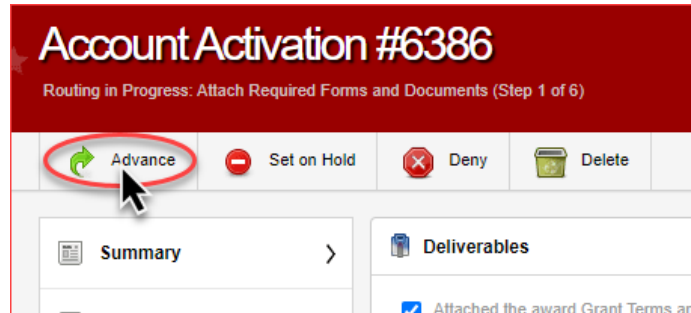 Account Activation #6386
Routing in Progress: Attach Required Forms and Documents (Step 1 of 6)
Advance Set on Hold Deny Delete
Summary
Deliverables
Attached the award Grant Terms